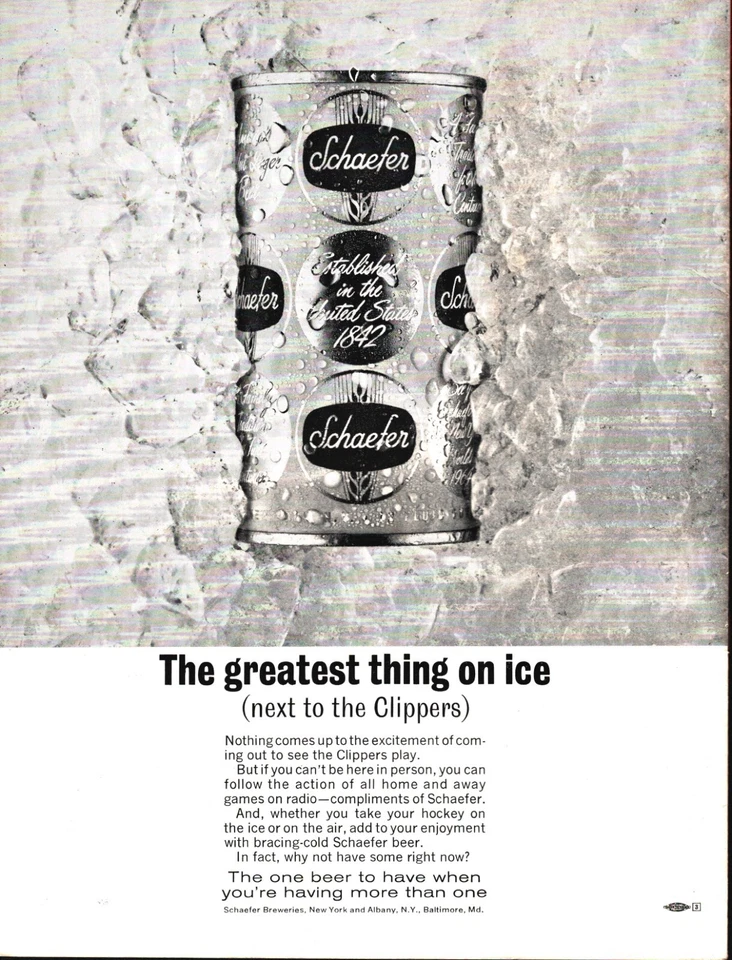 Schaefer
Established
in the
United States
1842
Schaefer
The greatest thing on ice
(next to the Clippers)
Nothing comes up to the excitement of com-
ing out to see the Clippers play.
But if you can't be here in person, you can
follow the action of all home and away
games on radio—compliments of Schaefer.
And, whether you take your hockey on
the ice or on the air, add to your enjoyment
with bracing-cold Schaefer beer.
In fact, why not have some right now?
The one beer to have when
you're having more than one
Schaefer Breweries, New York and Albany, N.Y., Baltimore, Md.
3